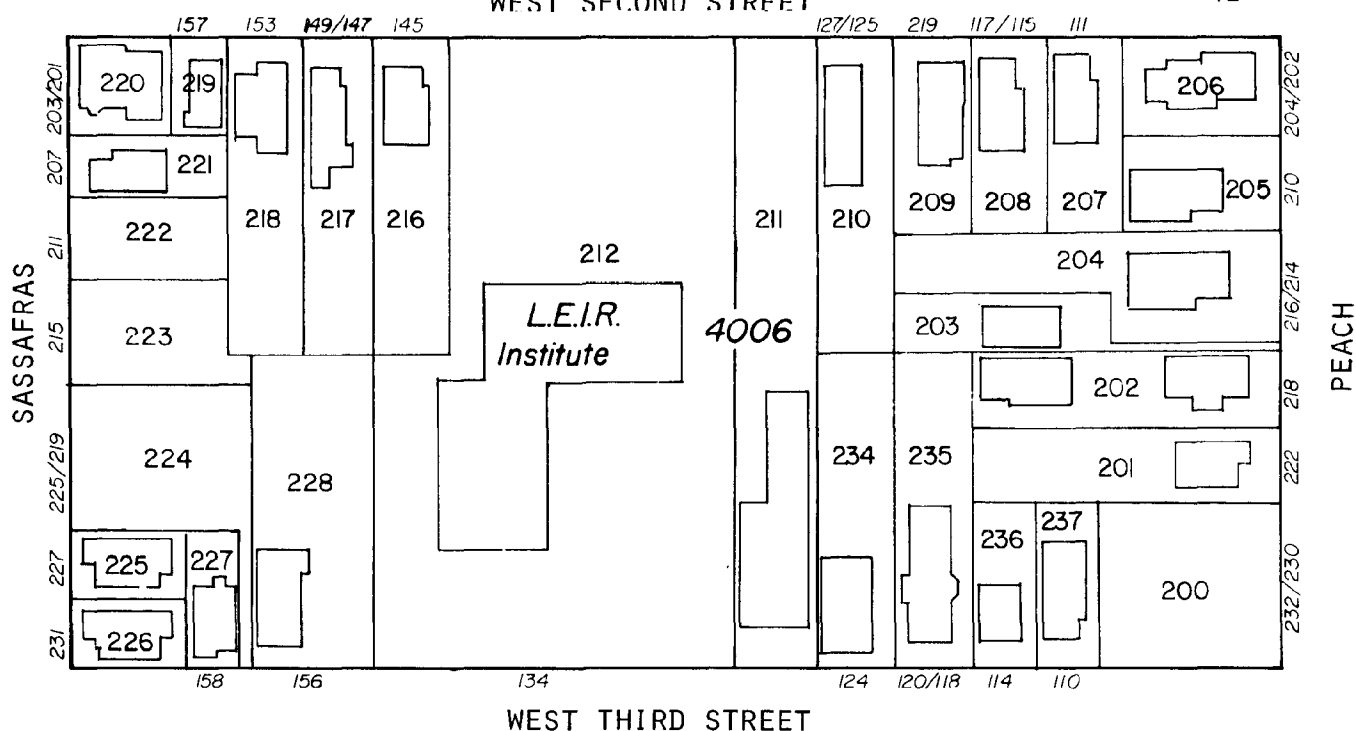 WEST SECOND STREET
157 153 149/147 145 127/125 219 117/115 111
203/201 220 219 206 204/202
207 221 205 210
218 217 216 211 210 209 208 207
211 222 212 204 216/214
SASSAFRAS 215 223 L.E.I.R. 4006 203 PEACH
Institute
202 218
225/219 224 228 234 235 201 222
227 225 227 236 237
200 232/230
231 226
158 156 134 124 120/118 114 110
WEST THIRD STREET